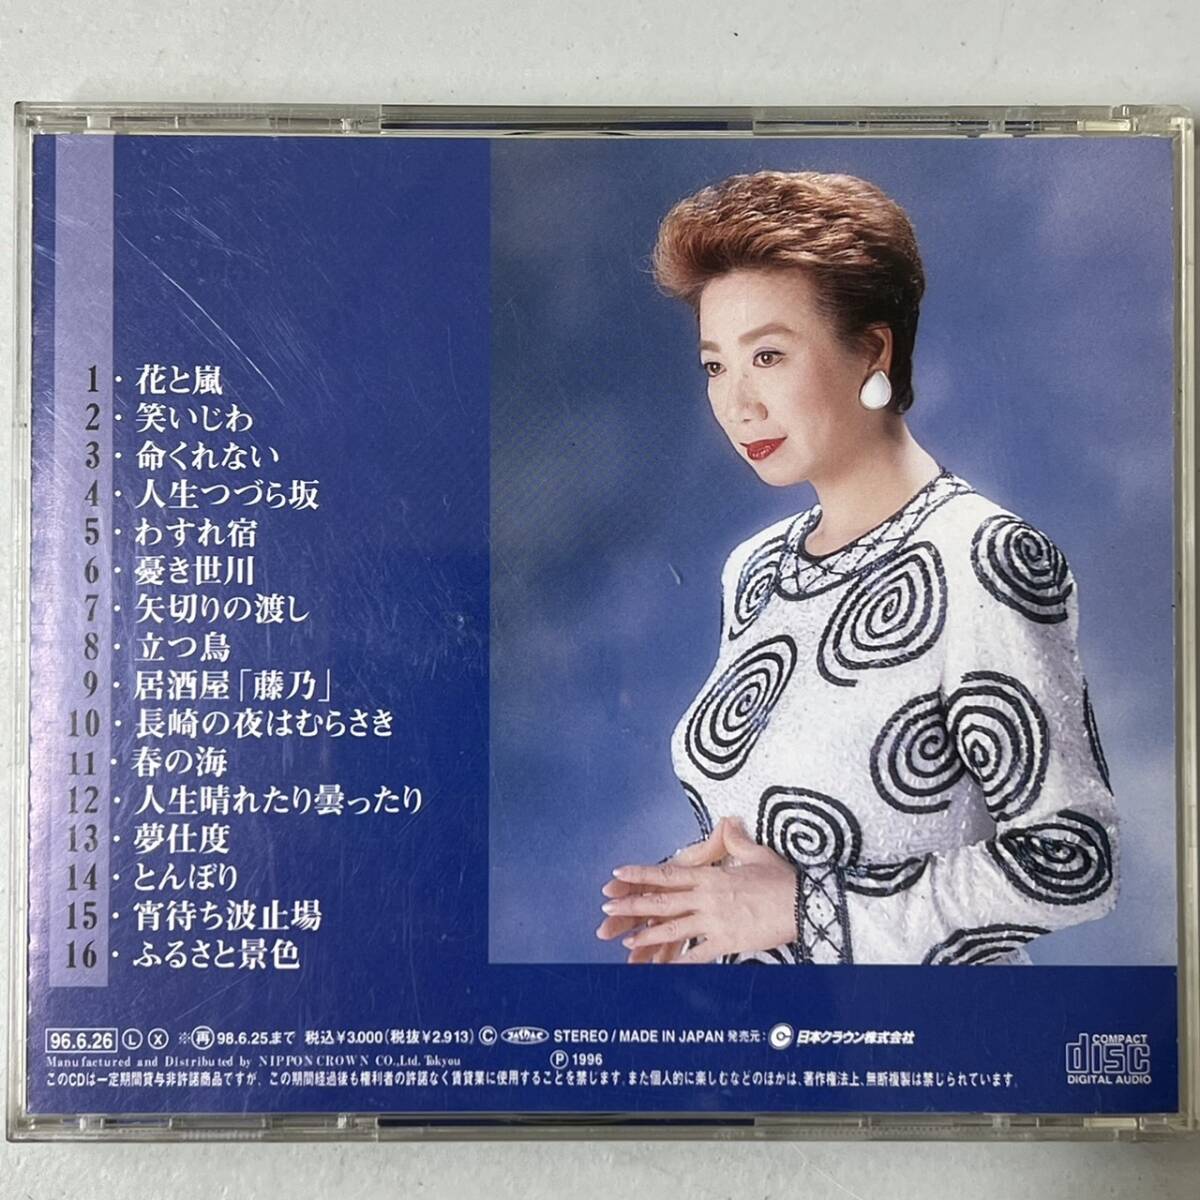 1・花と嵐
2・笑いじわ
3・命くれない
4・人生つづら坂
5・わすれ宿
6・憂き世川
7・矢切りの渡し
8・立つ鳥
9・居酒屋「藤乃」
10・長崎の夜はむらさき
11・春の海
12・人生晴れたり曇ったり
13・夢仕度
14・とんぼり
15・宵待ち波止場
16・ふるさと景色
96.6.26 Ⓛ Ⓧ ※再98.6.25まで 税込¥3,000(税抜¥2,913) Ⓒ STEREO/MADE IN JAPAN 発売元: 日本クラウン株式会社
Manufactured and Distributed by NIPPON CROWN CO., Ltd. Tokyou Ⓟ 1996
このCDは一定期間貸与非許諾商品ですが、この期間経過後も権利者の許諾なく賃貸業に使用することを禁じます。また個人的に楽しむなどのほかは、著作権法上、無断複製は禁じられています。
COMPACT
disc
DIGITAL AUDIO